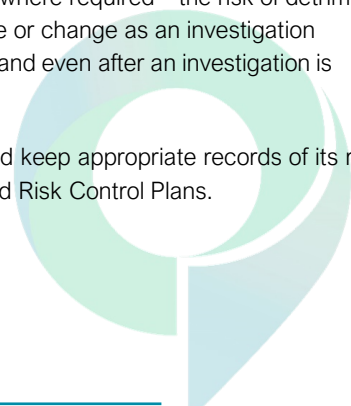 where required – the risk of
e or change as an investigation
and even after an investigation is
d keep appropriate records of its
d Risk Control Plans.